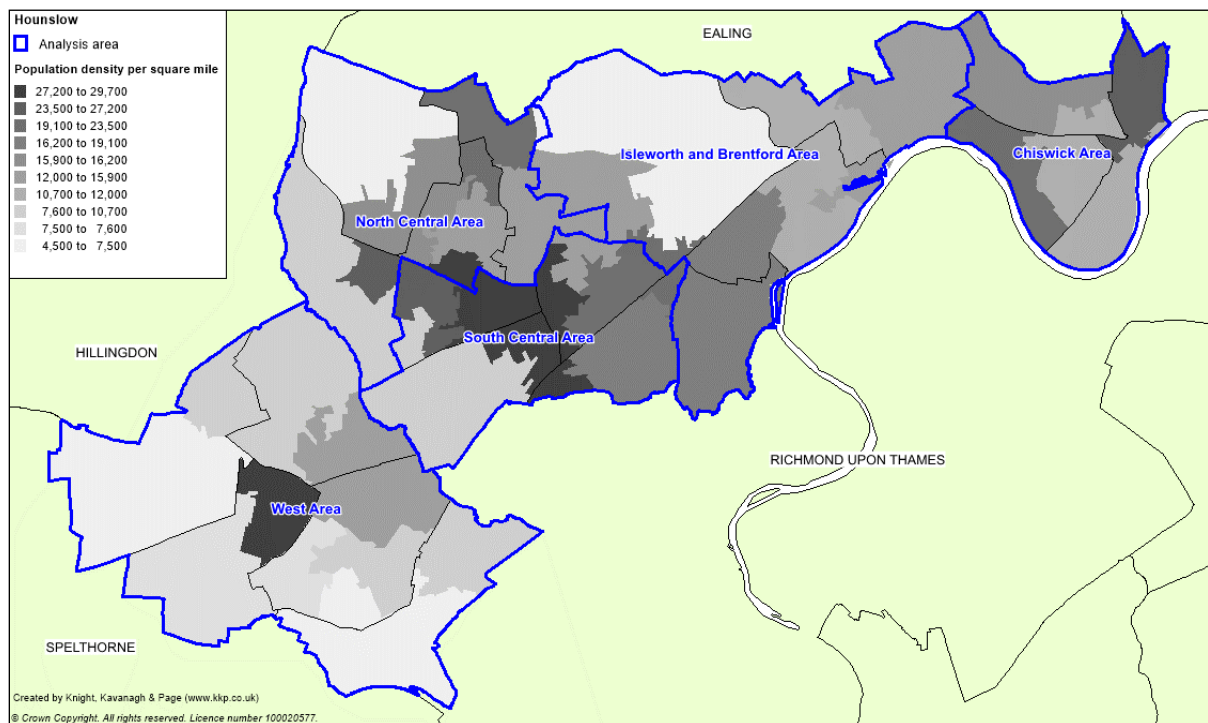 Hounslow
Analysis area
Population density per square mile
27,200 to 29,700
23,500 to 27,200
19,100 to 23,500
16,200 to 19,100
15,900 to 16,200
12,000 to 15,900
10,700 to 12,000
7,600 to 10,700
7,500 to 7,600
4,500 to 7,500
EALING
Isleworth and Brentford Area
Chiswick Area
North Central Area
South Central Area
HILLINGDON
RICHMOND UPON THAMES
West Area
SPELTHORNE
Created by Knight, Kavanagh & Page (www.kkp.co.uk)
© Crown Copyright. All rights reserved. Licence number 100020577.